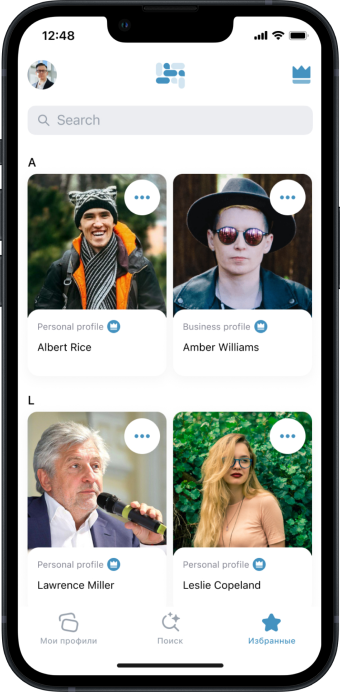 12:48
Search
A
Personal profile
Business profile
Albert Rice
Amber Williams
L
Personal profile
Personal profile
Lawrence Miller
Leslie Copeland
Мои профили
Поиск
Избранные